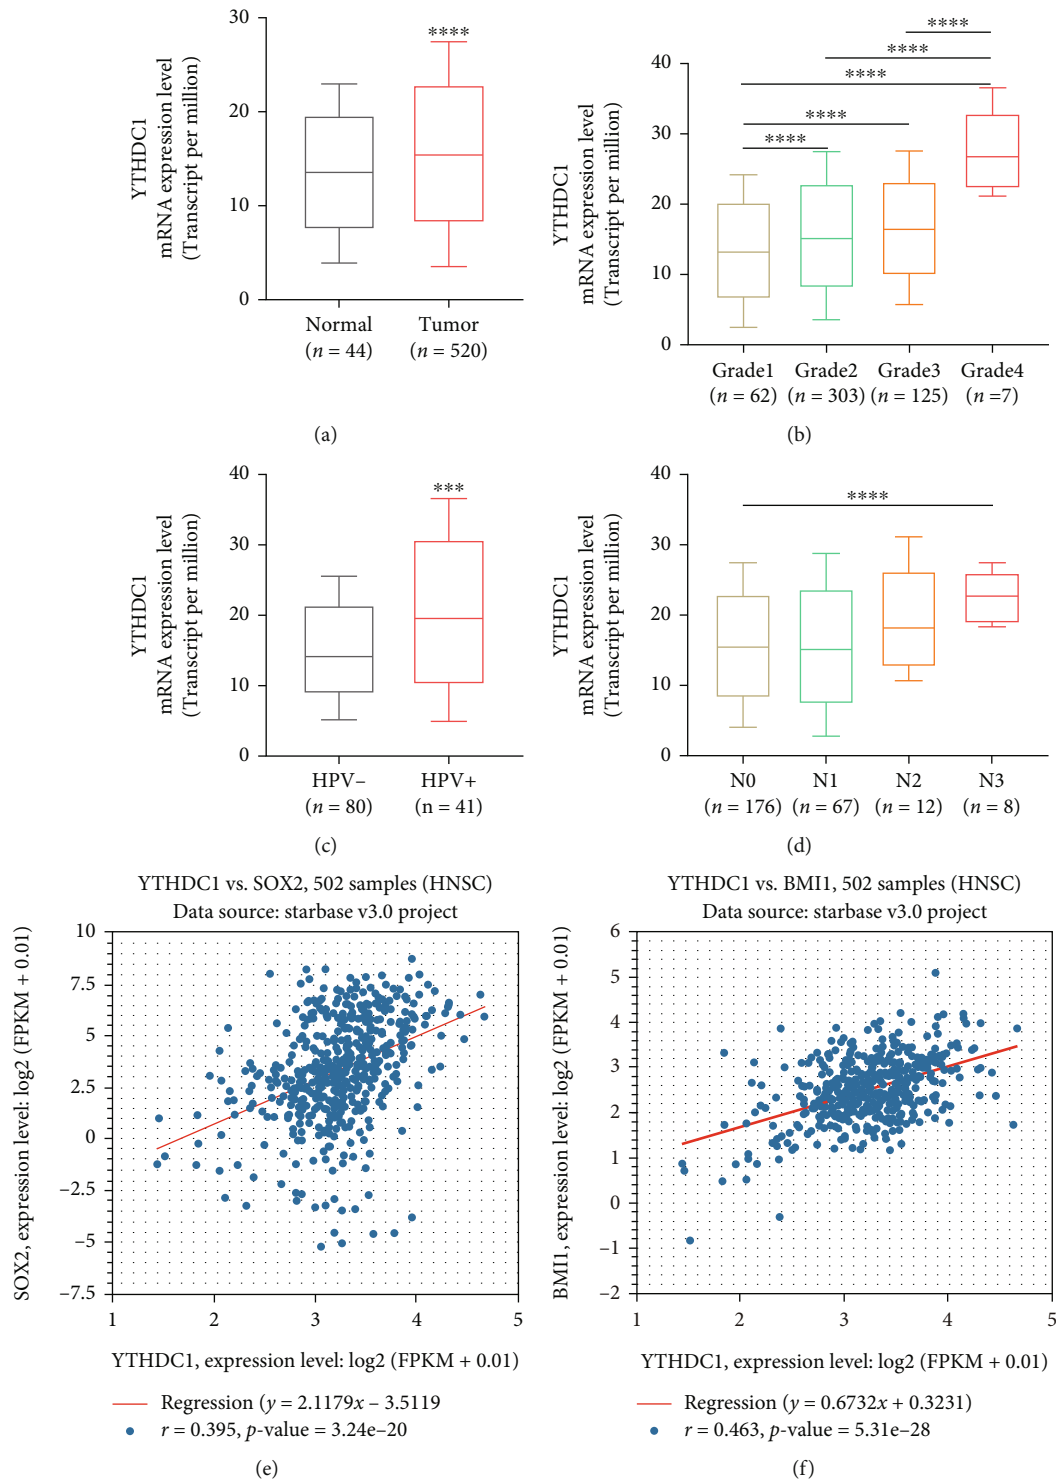 YTHDC1
mRNA expression level
(Transcript per million)
30
20
10
0
****
Normal
(n = 44)
Tumor
(n = 520)
(a)
YTHDC1
mRNA expression level
(Transcript per million)
40
30
20
10
0
****
****
****
****
****
Grade1
(n = 62)
Grade2
(n = 303)
Grade3
(n = 125)
Grade4
(n =7)
(b)
YTHDC1
mRNA expression level
(Transcript per million)
40
30
20
10
0
***
HPV–
(n = 80)
HPV+
(n = 41)
(c)
YTHDC1
mRNA expression level
(Transcript per million)
40
30
20
10
0
****
N0
(n = 176)
N1
(n = 67)
N2
(n = 12)
N3
(n = 8)
(d)
YTHDC1 vs. SOX2, 502 samples (HNSC)
Data source: starbase v3.0 project
SOX2, expression level: log2 (FPKM + 0.01)
10
7.5
5
2.5
0
–2.5
–5
–7.5
1 2 3 4 5
YTHDC1, expression level: log2 (FPKM + 0.01)
Regression (y = 2.1179x – 3.5119
r = 0.395, p-value = 3.24e–20
(e)
YTHDC1 vs. BMI1, 502 samples (HNSC)
Data source: starbase v3.0 project
BMI1, expression level: log2 (FPKM + 0.01)
6
5
4
3
2
1
0
–1
–2
1 2 3 4 5
YTHDC1, expression level: log2 (FPKM + 0.01)
Regression (y = 0.6732x + 0.3231)
r = 0.463, p-value = 5.31e–28
(f)